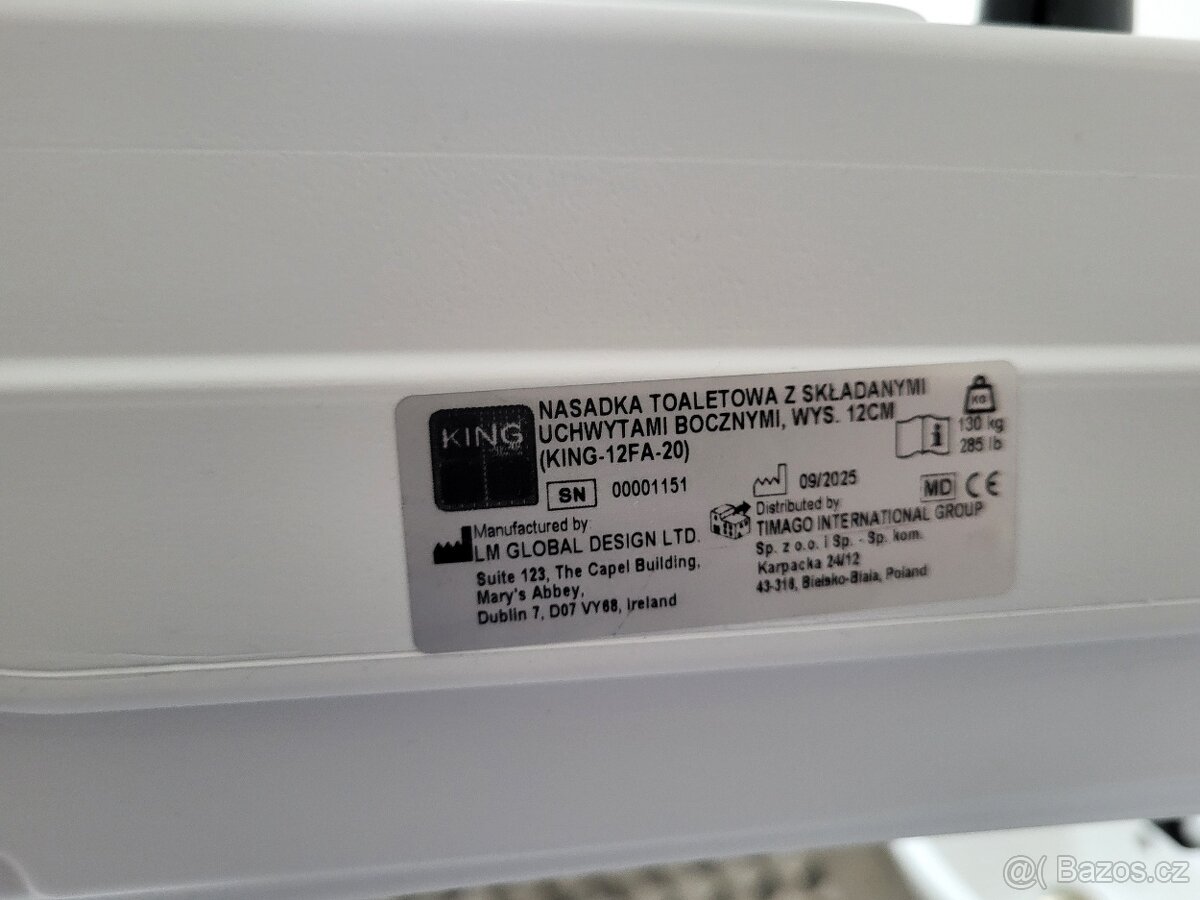 KING
NASADKA TOALETOWA Z SKŁADANYMI
UCHWYTAMI BOCZNYMI, WYS. 12CM
(KING-12FA-20)
KG
130 kg
285 lb
i
SN 00001151
09/2025
MD CE
Manufactured by
LM GLOBAL DESIGN LTD.
Suite 123, The Capel Building,
Mary's Abbey,
Dublin 7, D07 VY68, Ireland
Distributed by
TIMAGO INTERNATIONAL GROUP
Sp. z o.o. i Sp. - Sp. kom.
Karpacka 24/12
43-316, Bielsko-Biala, Poland
@( Bazos.cz